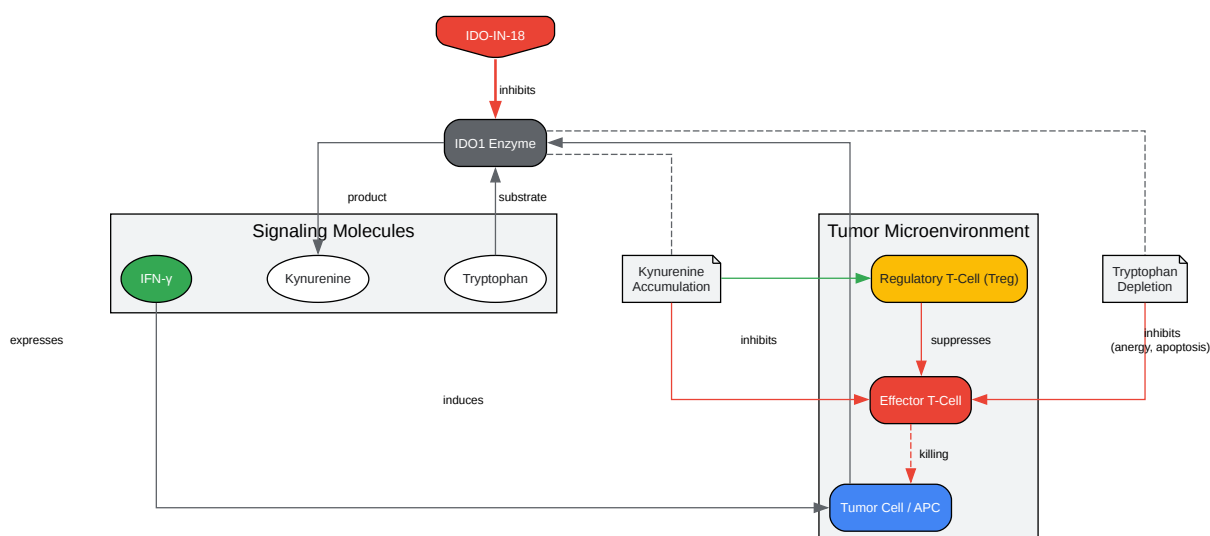 IDO-IN-18
inhibits
IDO1 Enzyme
product
substrate
Signaling Molecules
Tumor Microenvironment
IFN-γ
Kynurenine
Tryptophan
Kynurenine
Accumulation
Regulatory T-Cell (Treg)
Tryptophan
Depletion
expresses
inhibits
suppresses
inhibits
(anergy, apoptosis)
induces
Effector T-Cell
killing
Tumor Cell / APC